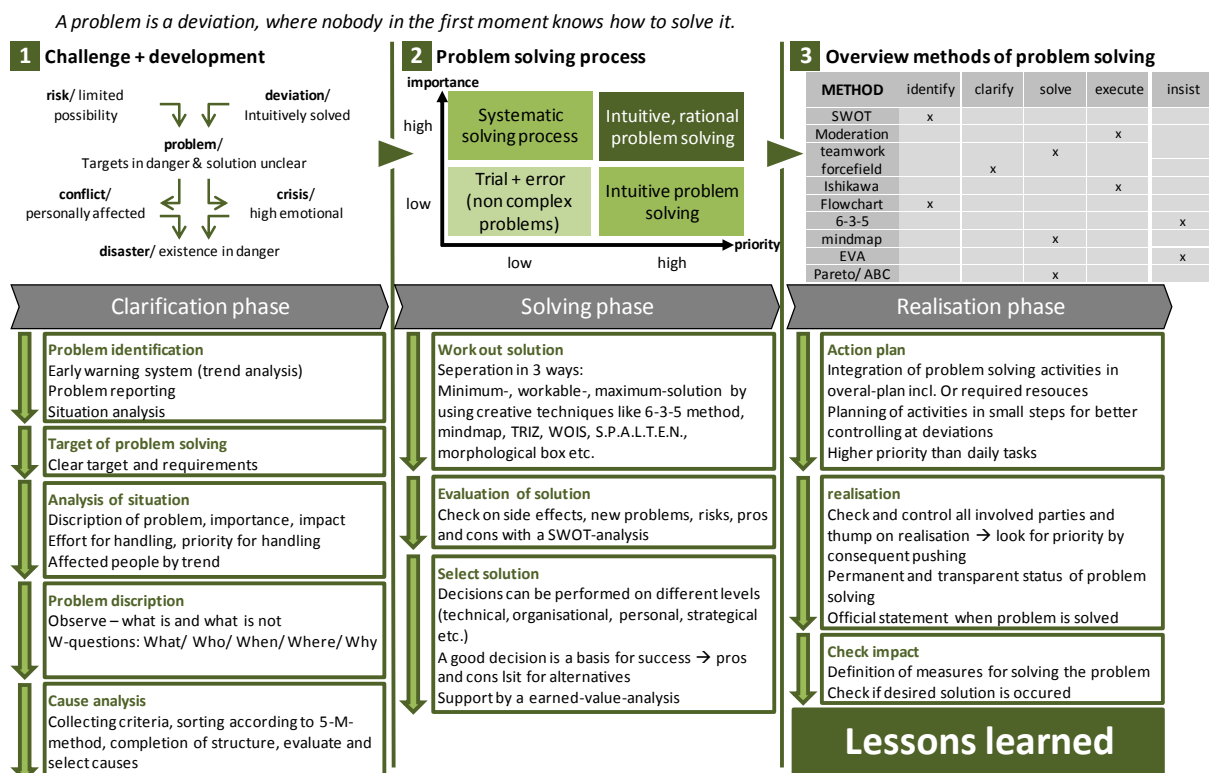 A problem is a deviation, where nobody in the first moment knows how to solve it.
1 Challenge + development
risk/ limited
possibility
deviation/
Intuitively solved
problem/
Targets in danger & solution unclear
conflict/
personally affected
crisis/
high emotional
disaster/ existence in danger
2 Problem solving process
importance
high
Systematic
solving process
Intuitive, rational
problem solving
low
Trial + error
(non complex
problems)
Intuitive problem
solving
priority
low high
3 Overview methods of problem solving
METHOD identify clarify solve execute insist
SWOT x
Moderation x
teamwork x
forcefield x
Ishikawa x
Flowchart x
6-3-5 x
mindmap x
EVA x
Pareto/ ABC x
Clarification phase
Problem identification
Early warning system (trend analysis)
Problem reporting
Situation analysis
Target of problem solving
Clear target and requirements
Analysis of situation
Discription of problem, importance, impact
Effort for handling, priority for handling
Affected people by trend
Problem discription
Observe – what is and what is not
W-questions: What/ Who/ When/ Where/ Why
Cause analysis
Collecting criteria, sorting according to 5-M-
method, completion of structure, evaluate and
select causes
Solving phase
Work out solution
Seperation in 3 ways:
Minimum-, workable-, maximum-solution by
using creative techniques like 6-3-5 method,
mindmap, TRIZ, WOIS, S.P.A.L.T.E.N.,
morphological box etc.
Evaluation of solution
Check on side effects, new problems, risks, pros
and cons with a SWOT-analysis
Select solution
Decisions can be performed on different levels
(technical, organisational, personal, strategical
etc.)
A good decision is a basis for success → pros
and cons lsit for alternatives
Support by a earned-value-analysis
Realisation phase
Action plan
Integration of problem solving activities in
overal-plan incl. Or required resouces
Planning of activities in small steps for better
controlling at deviations
Higher priority than daily tasks
realisation
Check and control all involved parties and
thump on realisation → look for priority by
consequent pushing
Permanent and transparent status of problem
solving
Official statement when problem is solved
Check impact
Definition of measures for solving the problem
Check if desired solution is occured
Lessons learned